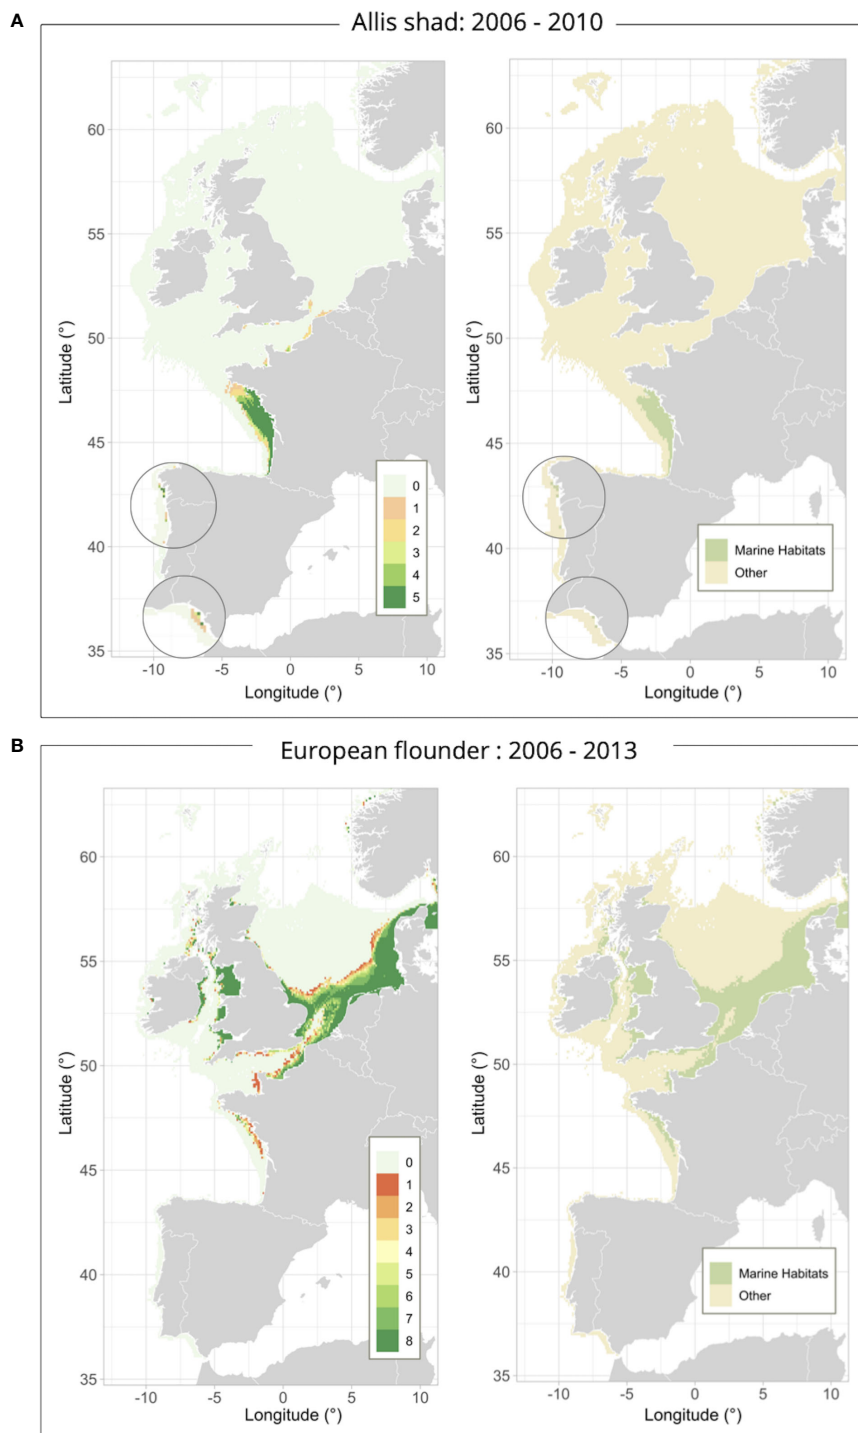 A
Allis shad: 2006 - 2010
60
55
50
45
40
35
Latitude (°)
-10 -5 0 5 10
Longitude (°)
0
1
2
3
4
5
60
55
50
45
40
35
Latitude (°)
-10 -5 0 5 10
Longitude (°)
Marine Habitats
Other
B
European flounder : 2006 - 2013
60
55
50
45
40
35
Latitude (°)
-10 -5 0 5 10
Longitude (°)
0
1
2
3
4
5
6
7
8
60
55
50
45
40
35
Latitude (°)
-10 -5 0 5 10
Longitude (°)
Marine Habitats
Other